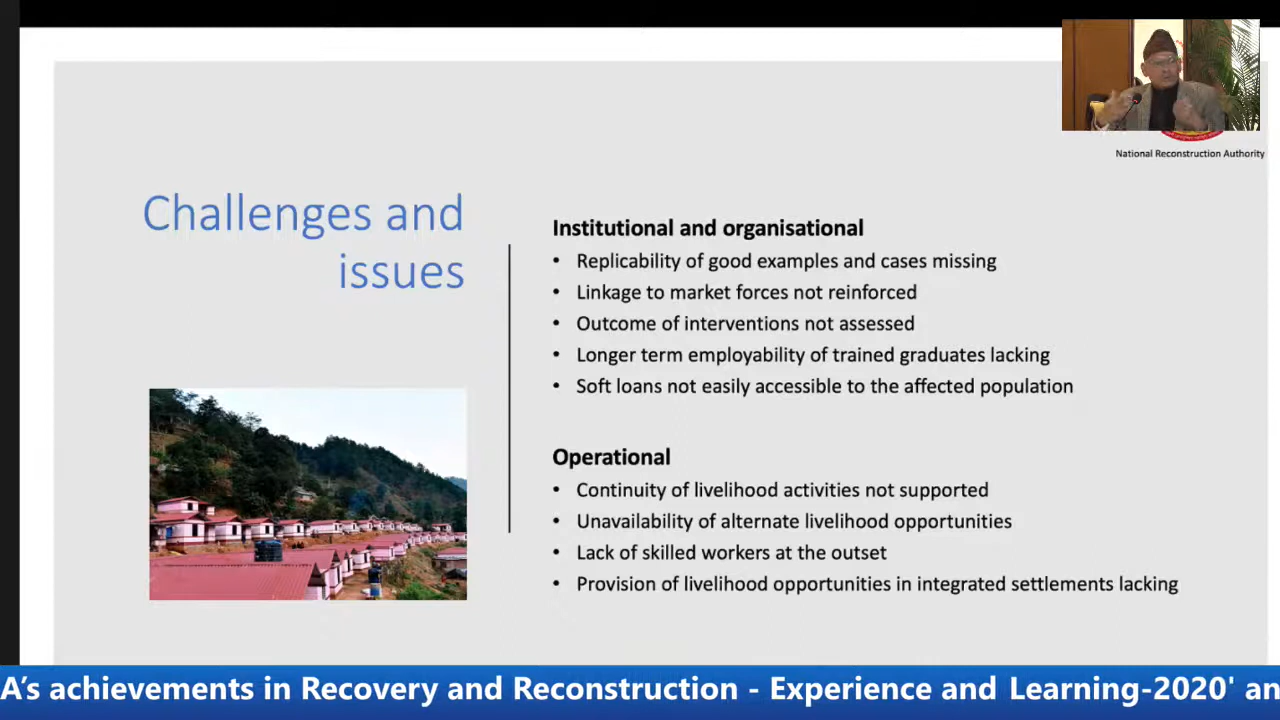 National Reconstruction Authority
Challenges and
issues
Institutional and organisational
• Replicability of good examples and cases missing
• Linkage to market forces not reinforced
• Outcome of interventions not assessed
• Longer term employability of trained graduates lacking
• Soft loans not easily accessible to the affected population
Operational
• Continuity of livelihood activities not supported
• Unavailability of alternate livelihood opportunities
• Lack of skilled workers at the outset
• Provision of livelihood opportunities in integrated settlements lacking
A's achievements in Recovery and Reconstruction - Experience and Learning-2020' an